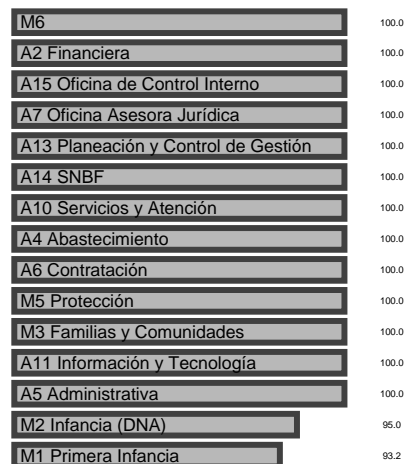 M6 100.0
A2 Financiera 100.0
A15 Oficina de Control Interno 100.0
A7 Oficina Asesora Jurídica 100.0
A13 Planeación y Control de Gestión 100.0
A14 SNBF 100.0
A10 Servicios y Atención 100.0
A4 Abastecimiento 100.0
A6 Contratación 100.0
M5 Protección 100.0
M3 Familias y Comunidades 100.0
A11 Información y Tecnología 100.0
A5 Administrativa 100.0
M2 Infancia (DNA) 95.0
M1 Primera Infancia 93.2